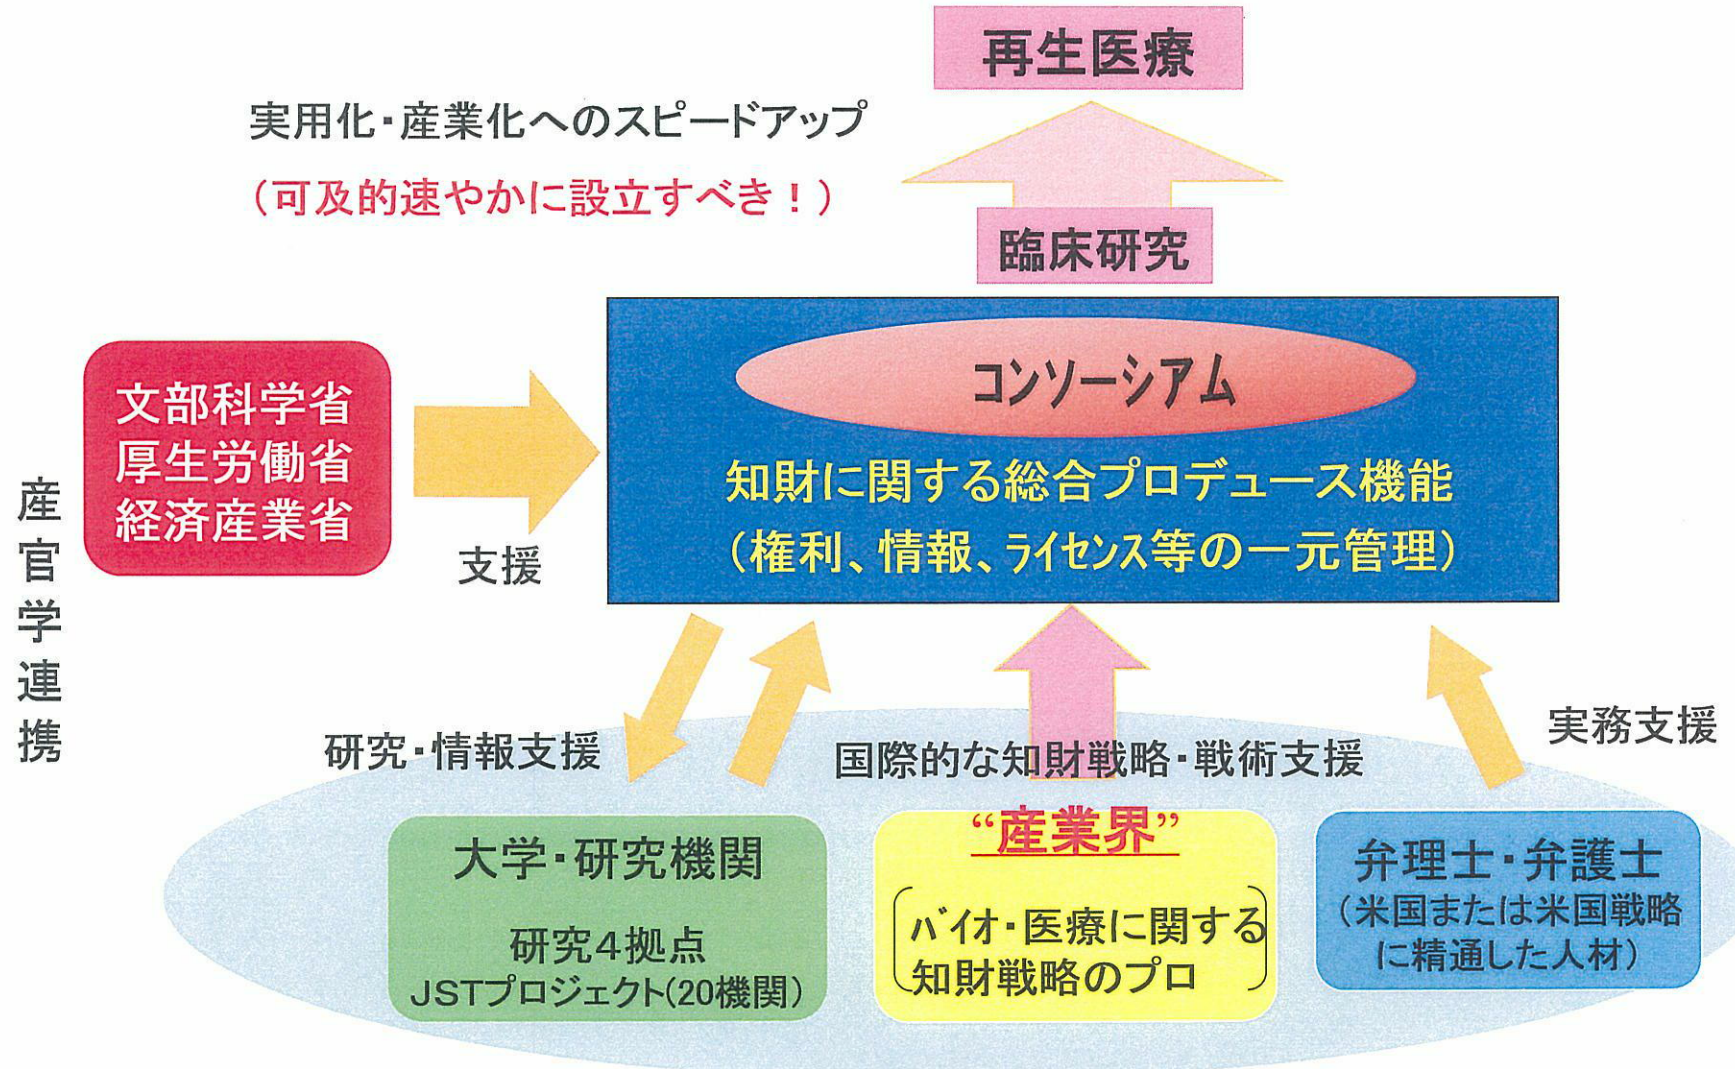 再生医療
実用化・産業化へのスピードアップ
（可及的速やかに設立すべき！）
臨床研究
コンソーシアム
文部科学省
厚生労働省
経済産業省
知財に関する総合プロデュース機能
（権利、情報、ﾗｲｾﾝｽ等の一元管理）
支援
産官学連携
研究・情報支援
国際的な知財戦略・戦術支援
実務支援
大学・研究機関
研究４拠点
JSTプロジェクト(20機関)
“産業界”
ﾊﾞｲｵ・医療に関する
知財戦略のプロ
弁理士・弁護士
（米国または米国戦略
に精通した人材）